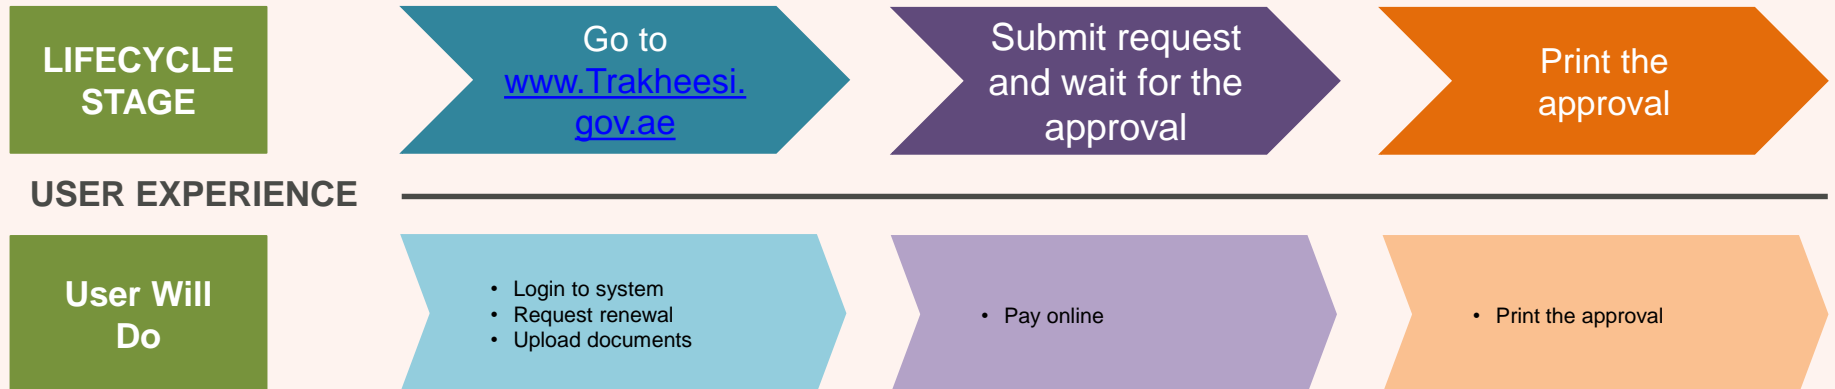 LIFECYCLE
STAGE
Go to
www.Trakheesi.
gov.ae
Submit request
and wait for the
approval
Print the
approval
USER EXPERIENCE
User Will
Do
• Login to system
• Request renewal
• Upload documents
• Pay online
• Print the approval